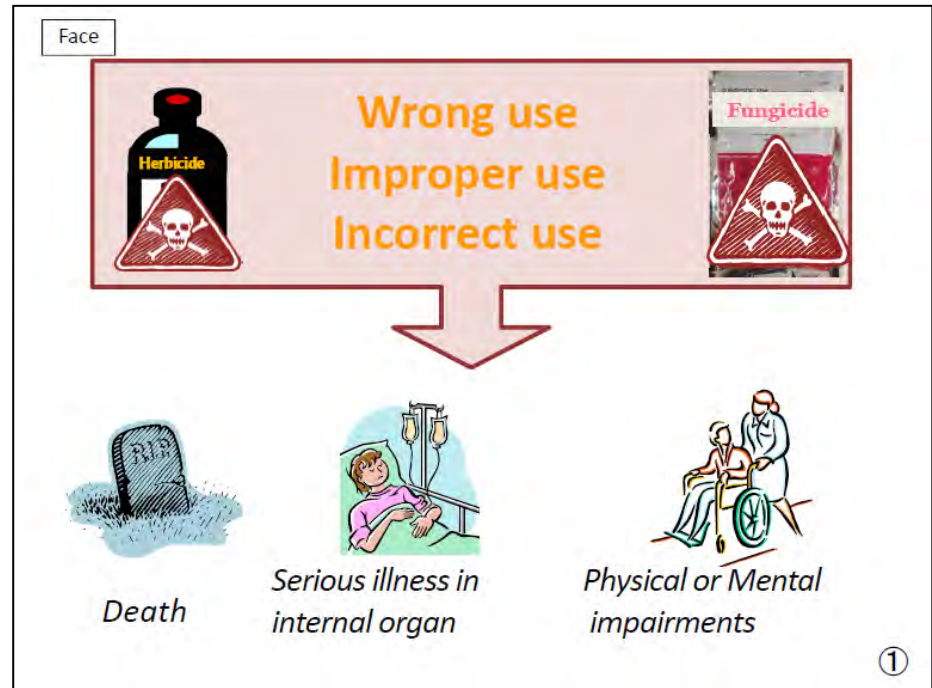 Face
Herbicide
Wrong use
Improper use
Incorrect use
Fungicide
RIP
Death
Serious illness in
internal organ
Physical or Mental
impairments
①